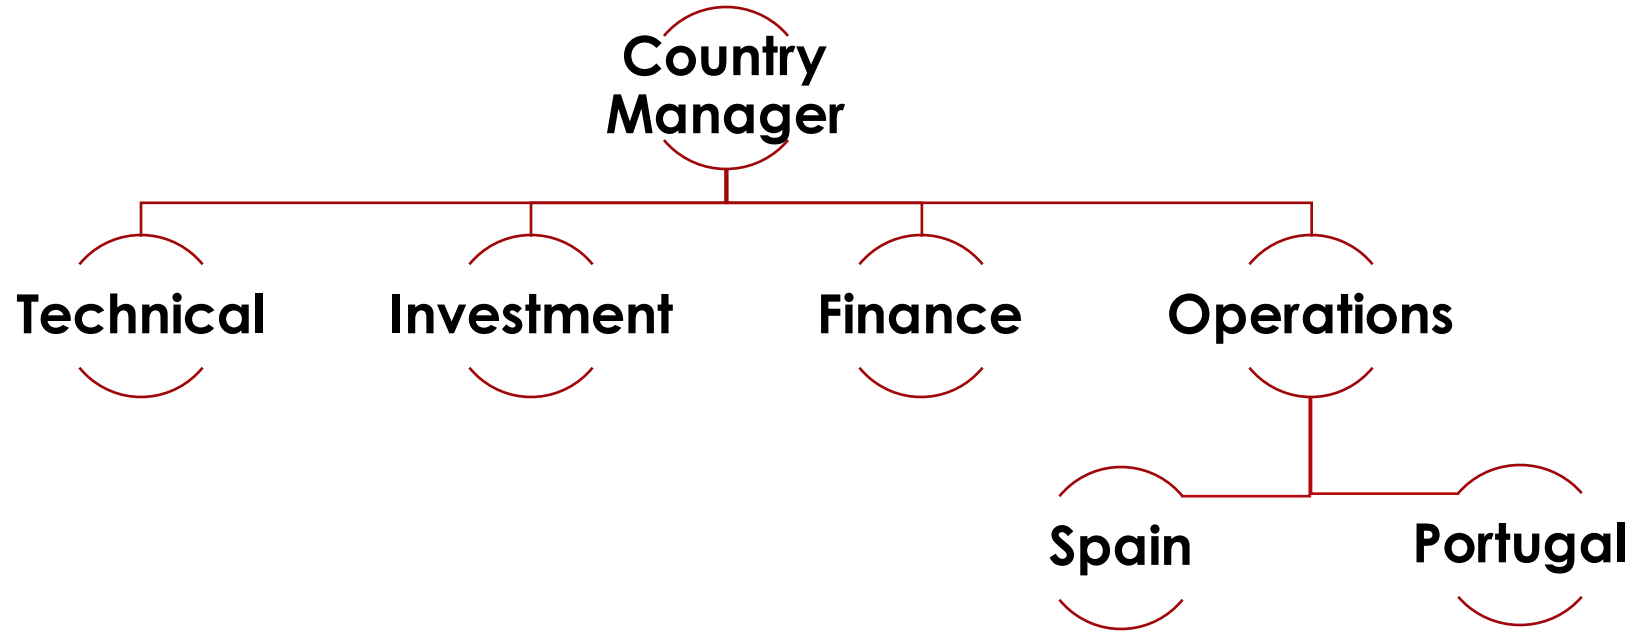 Country
Manager
Technical
Investment
Finance
Operations
Spain
Portugal